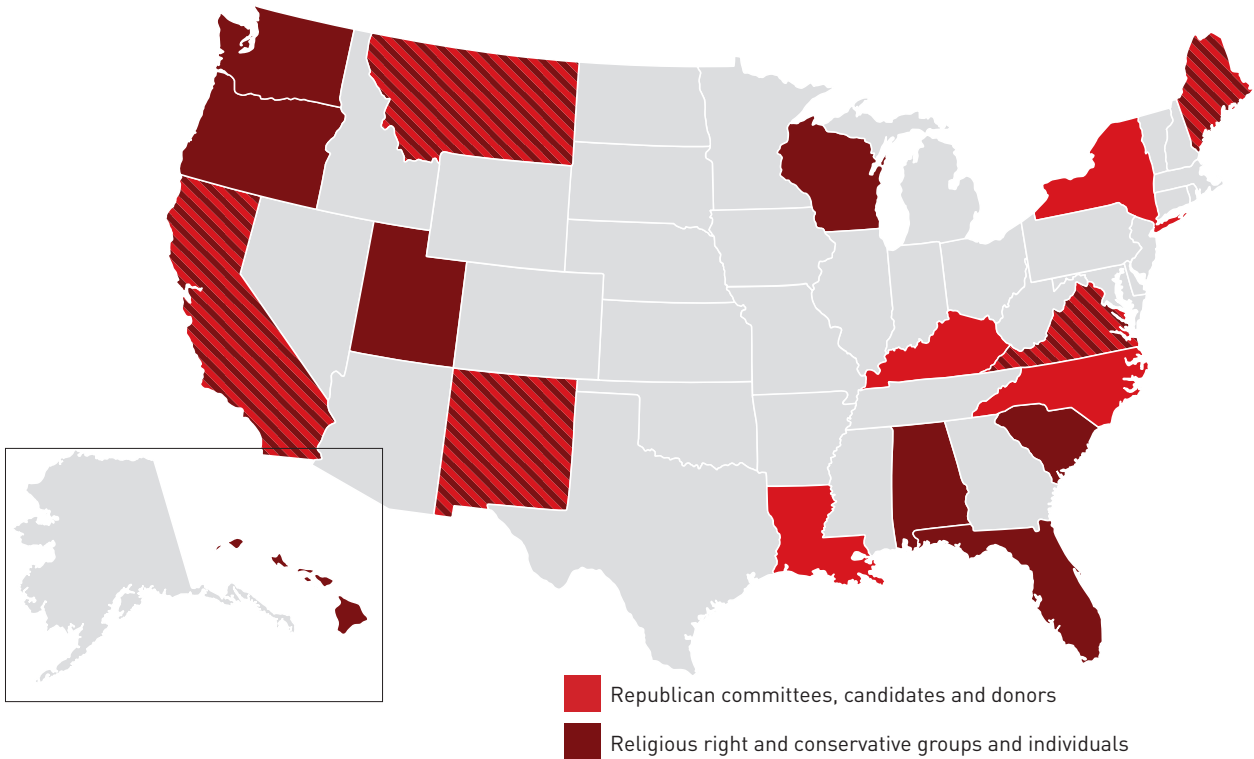 Republican committees, candidates and donors
Religious right and conservative groups and individuals